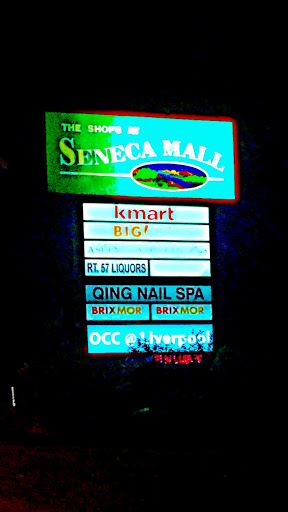 THE SHOPS AT
SENECA MALL
kmart
BIG!
RT. 57 LIQUORS
QING NAIL SPA
BRIXMOR BRIXMOR
OCC @ Liverpool